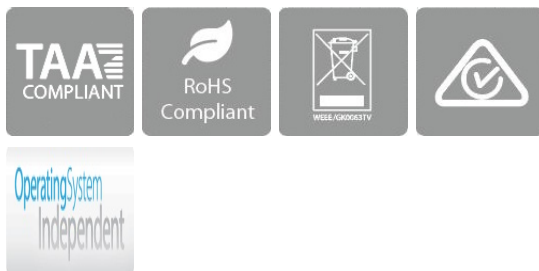 TAA
COMPLIANT
RoHS
Compliant
WEEE/GK0063TV
OperatingSystem
Independent